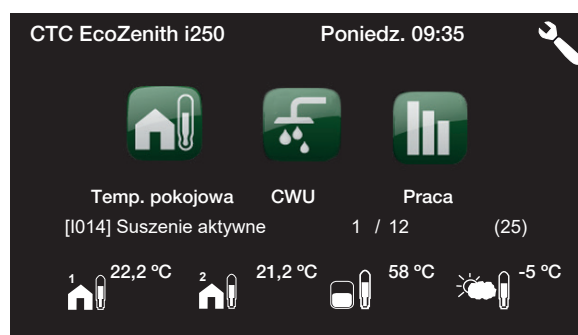 CTC EcoZenith i250 Poniedz. 09:35
Temp. pokojowa CWU Praca
[I014] Suszenie aktywne 1 / 12 (25)
1 22,2 ºC 2 21,2 ºC 58 ºC -5 ºC